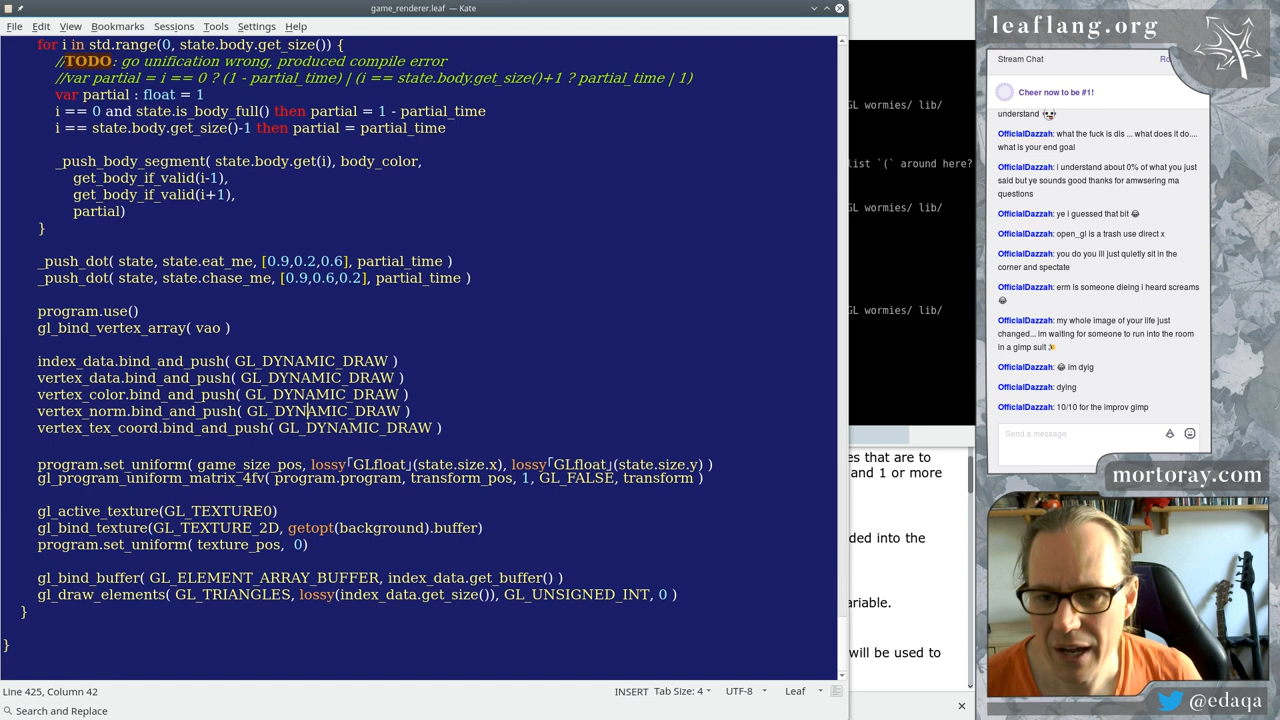 game_renderer.leaf — Kate
File Edit View Bookmarks Sessions Tools Settings Help
for i in std.range(0, state.body.get_size()) {
//TODO: go unification wrong, produced compile error
//var partial = i == 0 ? (1 - partial_time) | (i == state.body.get_size()+1 ? partial_time | 1)
var partial : float = 1
i == 0 and state.is_body_full() then partial = 1 - partial_time
i == state.body.get_size()-1 then partial = partial_time
_push_body_segment( state.body.get(i), body_color,
get_body_if_valid(i-1),
get_body_if_valid(i+1),
partial)
}
_push_dot( state, state.eat_me, [0.9,0.2,0.6], partial_time )
_push_dot( state, state.chase_me, [0.9,0.6,0.2], partial_time )
program.use()
gl_bind_vertex_array( vao )
index_data.bind_and_push( GL_DYNAMIC_DRAW )
vertex_data.bind_and_push( GL_DYNAMIC_DRAW )
vertex_color.bind_and_push( GL_DYNAMIC_DRAW )
vertex_norm.bind_and_push( GL_DYNAMIC_DRAW )
vertex_tex_coord.bind_and_push( GL_DYNAMIC_DRAW )
program.set_uniform( game_size_pos, lossy「GLfloat」(state.size.x), lossy「GLfloat」(state.size.y) )
gl_program_uniform_matrix_4fv( program.program, transform_pos, 1, GL_FALSE, transform )
gl_active_texture(GL_TEXTURE0)
gl_bind_texture(GL_TEXTURE_2D, getopt(background).buffer)
program.set_uniform( texture_pos, 0)
gl_bind_buffer( GL_ELEMENT_ARRAY_BUFFER, index_data.get_buffer() )
gl_draw_elements( GL_TRIANGLES, lossy(index_data.get_size()), GL_UNSIGNED_INT, 0 )
}
}
Line 425, Column 42
INSERT Tab Size: 4 UTF-8 Leaf
Search and Replace
GL wormies/ lib/
list `(` around here?
GL wormies/ lib/
GL wormies/ lib/
es that are to
and 1 or more
ded into the
ariable.
will be used to
leaflang.org
Stream Chat
Cheer now to be #1!
understand
OfficialDazzah: what the fuck is dis ... what does it do....
what is your end goal
OfficialDazzah: i understand about 0% of what you just
said but ye sounds good thanks for amwsering ma
questions
OfficialDazzah: ye i guessed that bit 😂
OfficialDazzah: open_gl is a trash use direct x
OfficialDazzah: you do you ill just quietly sit in the
corner and spectate
OfficialDazzah: erm is someone dieing i heard screams
😂
OfficialDazzah: my whole image of your life just
changed... im waiting for someone to run into the room
in a gimp suit
OfficialDazzah: 😂 im dyig
OfficialDazzah: dying
OfficialDazzah: 10/10 for the improv gimp
Send a message
mortoray.com
@edaqa